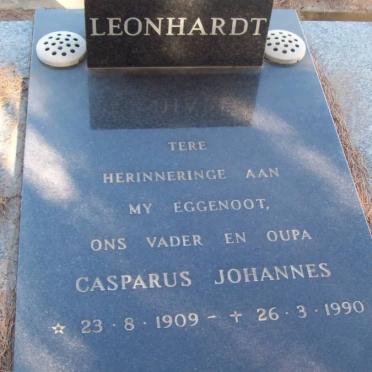 LEONHARDT
TERE
HERINNERINGE AAN
MY EGGENOOT,
ONS VADER EN OUPA
CASPARUS JOHANNES
☆ 23·8·1909 – ✝ 26·3·1990